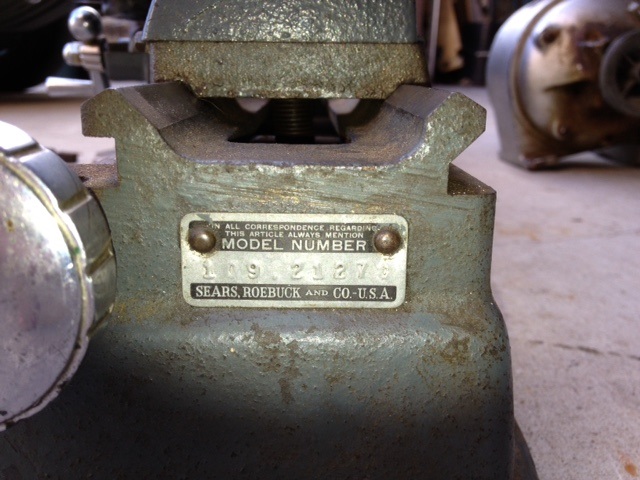 IN ALL CORRESPONDENCE REGARDING
THIS ARTICLE ALWAYS MENTION
MODEL NUMBER
109.21270
SEARS, ROEBUCK AND CO.-U.S.A.